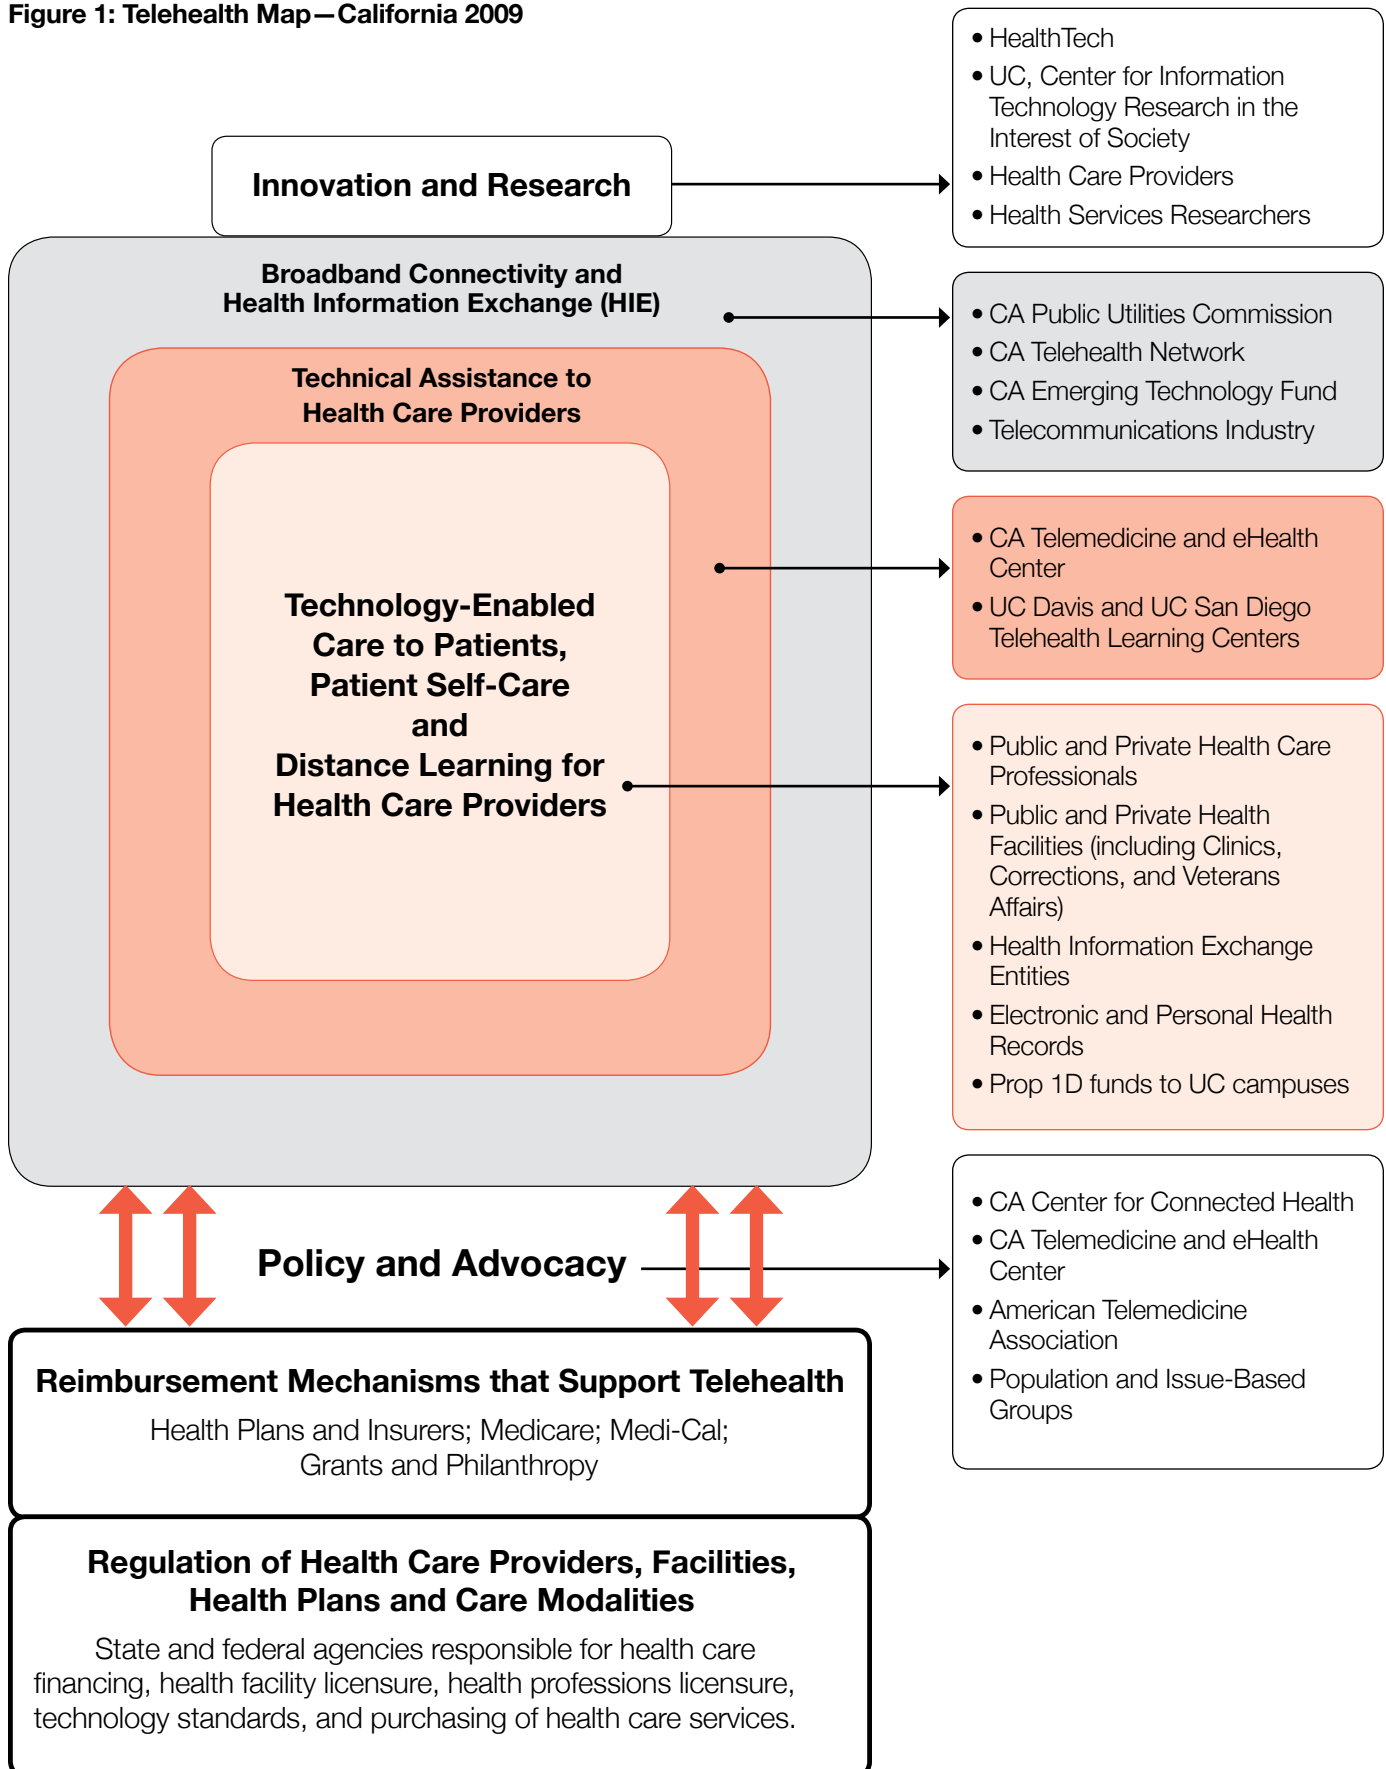 Figure 1: Telehealth Map—California 2009
Innovation and Research
• HealthTech
• UC, Center for Information
Technology Research in the
Interest of Society
• Health Care Providers
• Health Services Researchers
Broadband Connectivity and
Health Information Exchange (HIE)
• CA Public Utilities Commission
• CA Telehealth Network
• CA Emerging Technology Fund
• Telecommunications Industry
Technical Assistance to
Health Care Providers
• CA Telemedicine and eHealth
Center
• UC Davis and UC San Diego
Telehealth Learning Centers
Technology-Enabled
Care to Patients,
Patient Self-Care
and
Distance Learning for
Health Care Providers
• Public and Private Health Care
Professionals
• Public and Private Health
Facilities (including Clinics,
Corrections, and Veterans
Affairs)
• Health Information Exchange
Entities
• Electronic and Personal Health
Records
• Prop 1D funds to UC campuses
Policy and Advocacy
• CA Center for Connected Health
• CA Telemedicine and eHealth
Center
• American Telemedicine
Association
• Population and Issue-Based
Groups
Reimbursement Mechanisms that Support Telehealth
Health Plans and Insurers; Medicare; Medi-Cal;
Grants and Philanthropy
Regulation of Health Care Providers, Facilities,
Health Plans and Care Modalities
State and federal agencies responsible for health care
financing, health facility licensure, health professions licensure,
technology standards, and purchasing of health care services.